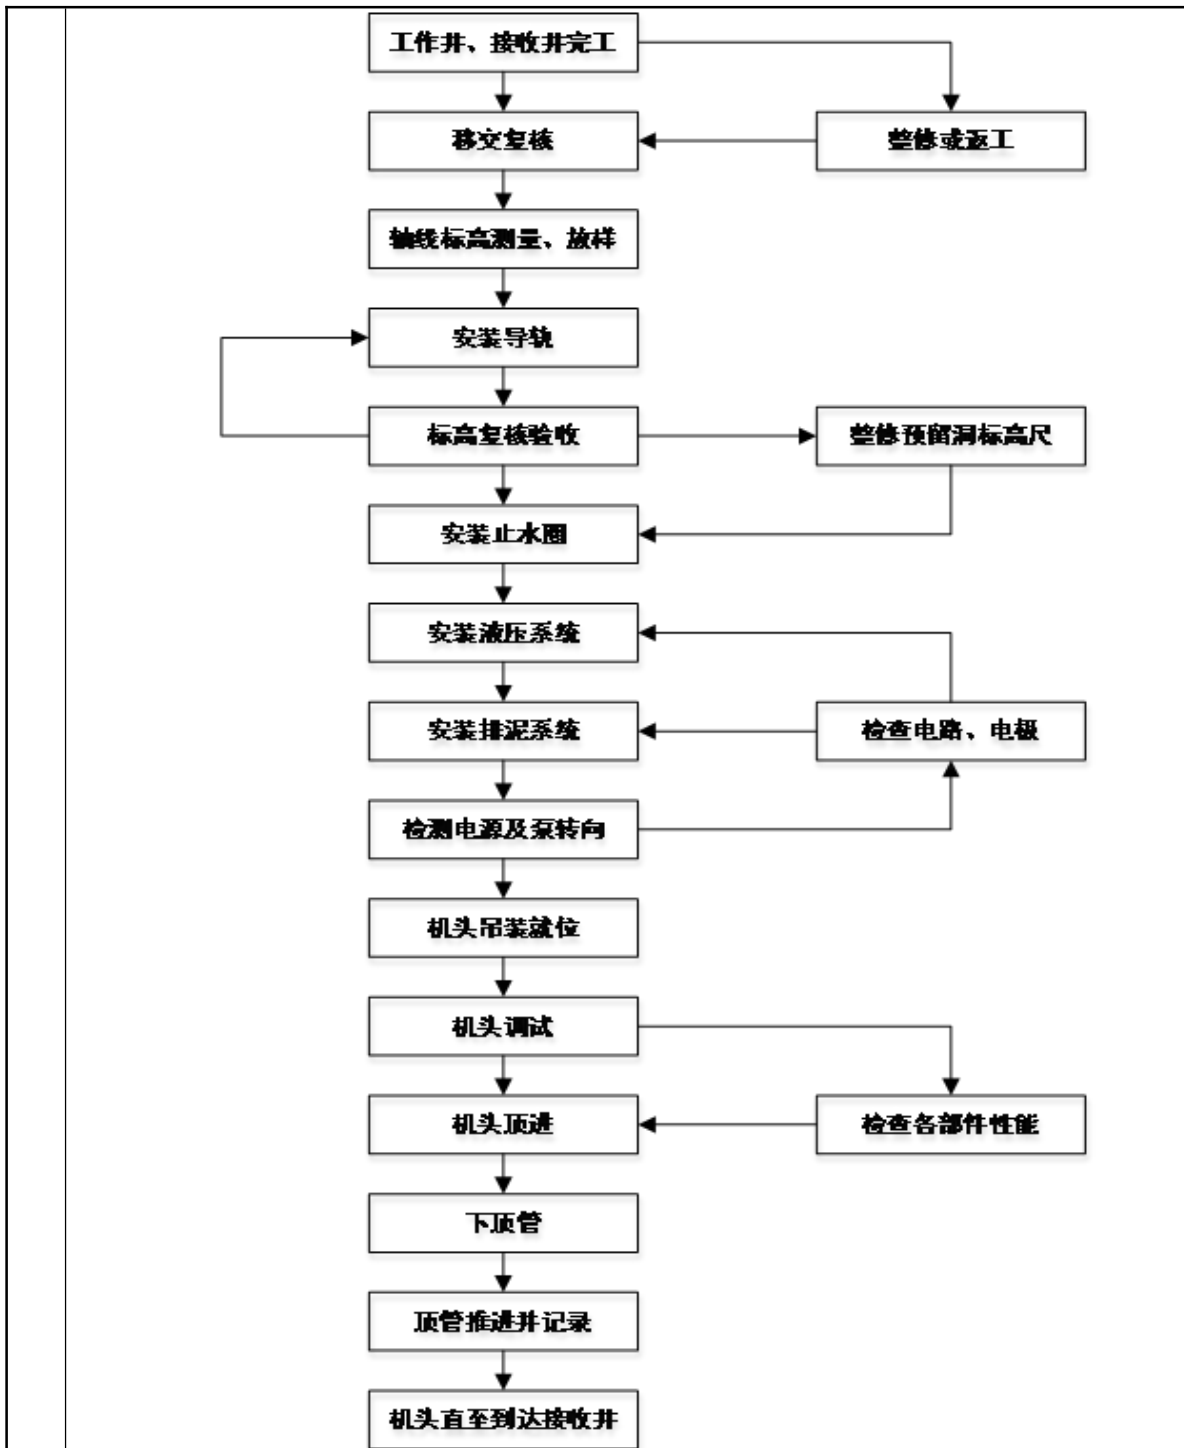 工作井、接收井完工
移交复核
整修或返工
轴线标高测量、放样
安装导轨
标高复核验收
整修预留洞标高尺
安装止水圈
安装液压系统
安装排泥系统
检查电路、电极
检测电源及泵转向
机头吊装就位
机头调试
机头顶进
检查各部件性能
下顶管
顶管推进并记录
机头直至到达接收井